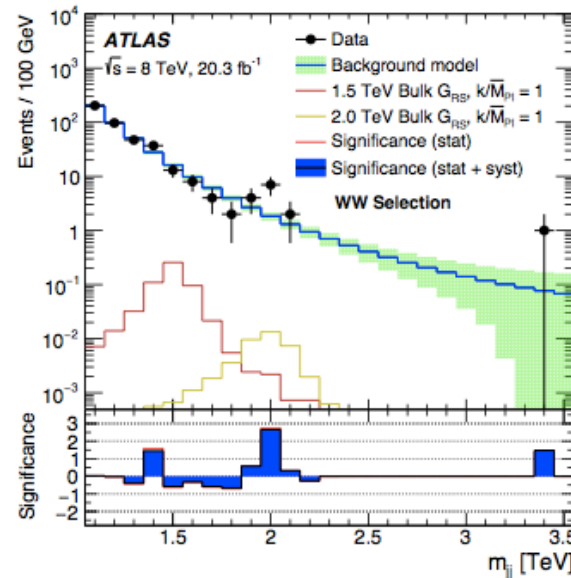 ATLAS
√s = 8 TeV, 20.3 fb⁻¹
Data
Background model
1.5 TeV Bulk G_RS, k/M̅_Pl = 1
2.0 TeV Bulk G_RS, k/M̅_Pl = 1
Significance (stat)
Significance (stat + syst)
WW Selection
Events / 100 GeV
10⁴
10³
10²
10
1
10⁻¹
10⁻²
10⁻³
Significance
3
2
1
0
-1
-2
1.5 2 2.5 3 3.5
m_jj [TeV]